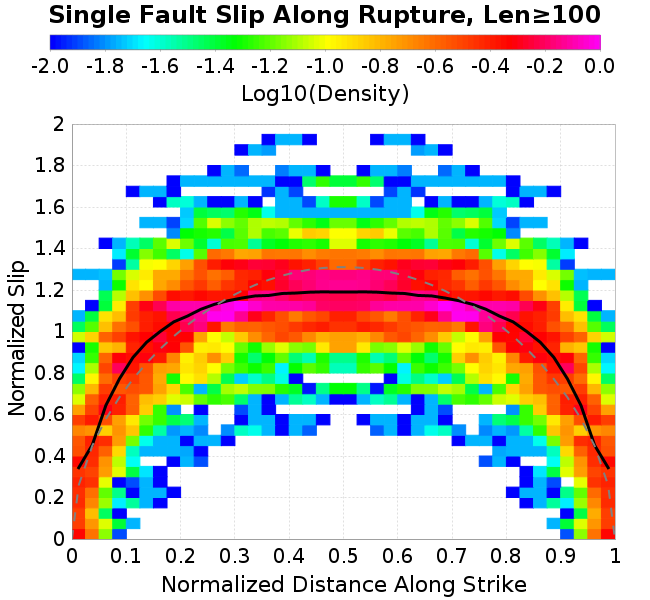 Single Fault Slip Along Rupture, Len≥100
-2.0 -1.8 -1.6 -1.4 -1.2 -1.0 -0.8 -0.6 -0.4 -0.2 0.0
Log10(Density)
Normalized Slip
2
1.8
1.6
1.4
1.2
1
0.8
0.6
0.4
0.2
0
0 0.1 0.2 0.3 0.4 0.5 0.6 0.7 0.8 0.9 1
Normalized Distance Along Strike